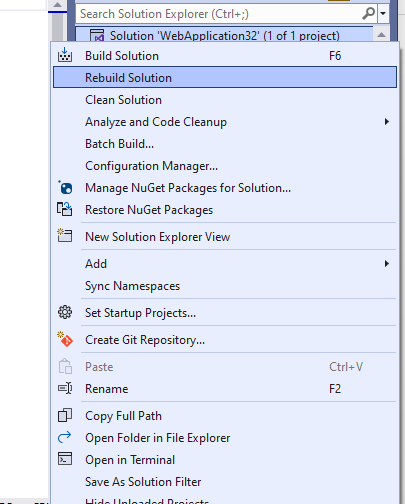 Search Solution Explorer (Ctrl+;)
Solution 'WebApplication32' (1 of 1 project)
Build Solution F6
Rebuild Solution
Clean Solution
Analyze and Code Cleanup
Batch Build...
Configuration Manager...
Manage NuGet Packages for Solution...
Restore NuGet Packages
New Solution Explorer View
Add
Sync Namespaces
Set Startup Projects...
Create Git Repository...
Paste Ctrl+V
Rename F2
Copy Full Path
Open Folder in File Explorer
Open in Terminal
Save As Solution Filter
Hide Unloaded Projects